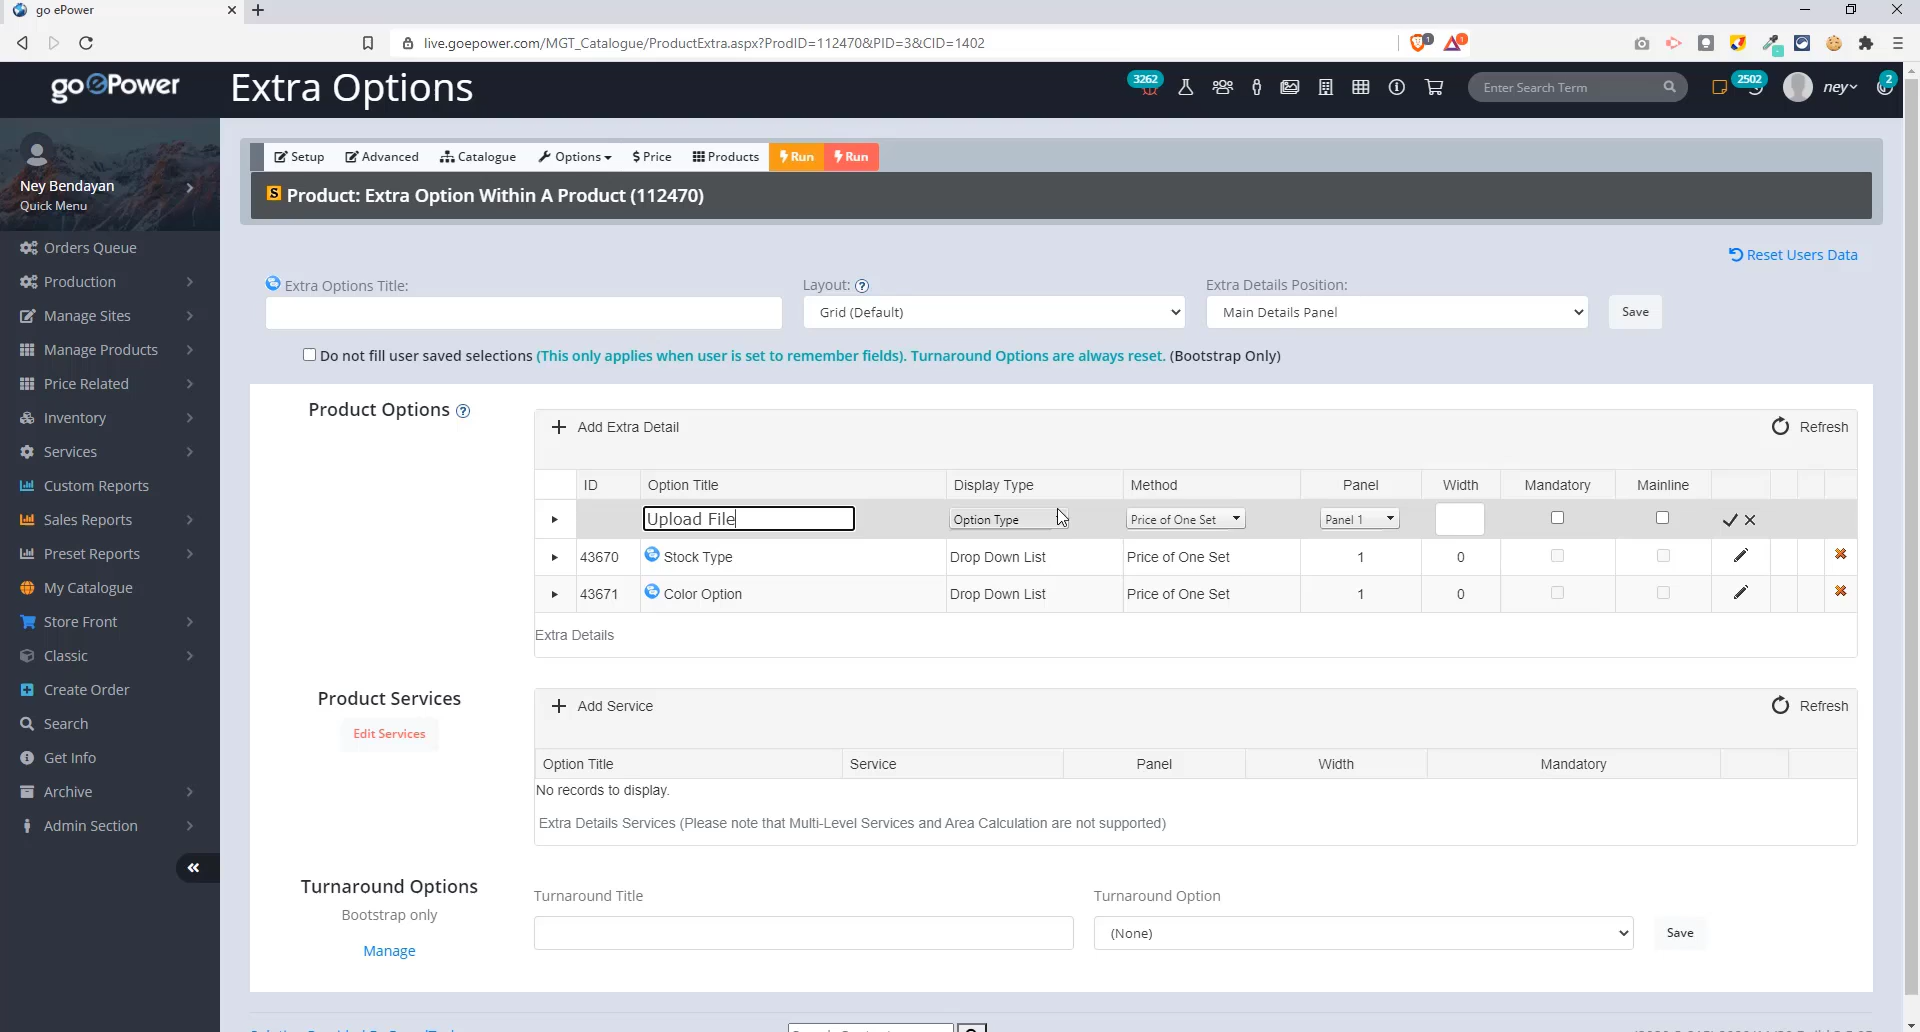 go ePower
live.goepower.com/MGT_Catalogue/ProductExtra.aspx?ProdID=112470&PID=3&CID=1402
1
1
go ePower
Extra Options
3262
Enter Search Term
2502
ney
2
Ney Bendayan
Quick Menu
Orders Queue
Production
Manage Sites
Manage Products
Price Related
Inventory
Services
Custom Reports
Sales Reports
Preset Reports
My Catalogue
Store Front
Classic
Create Order
Search
Get Info
Archive
Admin Section
Setup Advanced Catalogue Options $ Price Products Run Run
S Product: Extra Option Within A Product (112470)
Reset Users Data
Extra Options Title: Layout: ? Extra Details Position:
Grid (Default) Main Details Panel Save
Do not fill user saved selections (This only applies when user is set to remember fields). Turnaround Options are always reset. (Bootstrap Only)
Product Options ?
+ Add Extra Detail Refresh
ID Option Title Display Type Method Panel Width Mandatory Mainline
Upload File Option Type Price of One Set Panel 1
43670 Stock Type Drop Down List Price of One Set 1 0
43671 Color Option Drop Down List Price of One Set 1 0
Extra Details
Product Services
Edit Services
+ Add Service Refresh
Option Title Service Panel Width Mandatory
No records to display.
Extra Details Services (Please note that Multi-Level Services and Area Calculation are not supported)
Turnaround Options
Bootstrap only
Manage
Turnaround Title Turnaround Option
(None) Save